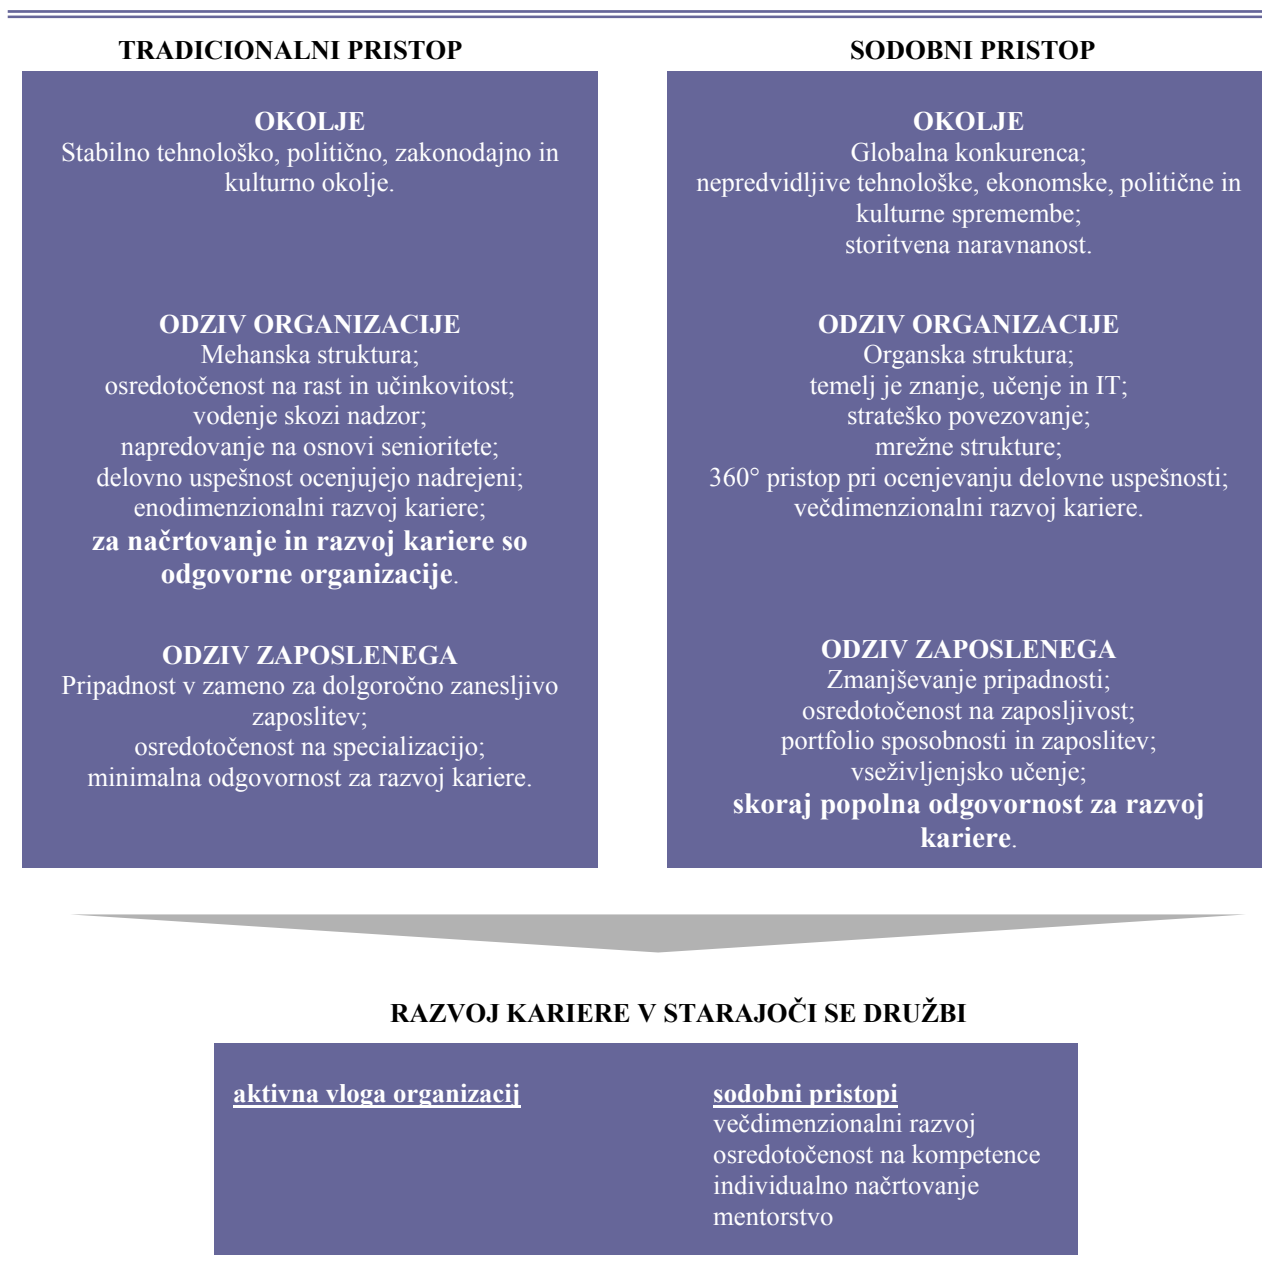 TRADICIONALNI PRISTOP
OKOLJE
Stabilno tehnološko, politično, zakonodajno in
kulturno okolje.
ODZIV ORGANIZACIJE
Mehanska struktura;
osredotočenost na rast in učinkovitost;
vodenje skozi nadzor;
napredovanje na osnovi senioritete;
delovno uspešnost ocenjujejo nadrejeni;
enodimenzionalni razvoj kariere;
za načrtovanje in razvoj kariere so
odgovorne organizacije.
ODZIV ZAPOSLENEGA
Pripadnost v zameno za dolgoročno zanesljivo
zaposlitev;
osredotočenost na specializacijo;
minimalna odgovornost za razvoj kariere.
SODOBNI PRISTOP
OKOLJE
Globalna konkurenca;
nepredvidljive tehnološke, ekonomske, politične in
kulturne spremembe;
storitvena naravnanost.
ODZIV ORGANIZACIJE
Organska struktura;
temelj je znanje, učenje in IT;
strateško povezovanje;
mrežne strukture;
360° pristop pri ocenjevanju delovne uspešnosti;
večdimenzionalni razvoj kariere.
ODZIV ZAPOSLENEGA
Zmanjševanje pripadnosti;
osredotočenost na zaposljivost;
portfolio sposobnosti in zaposlitev;
vseživljenjsko učenje;
skoraj popolna odgovornost za razvoj
kariere.
RAZVOJ KARIERE V STARAJOČI SE DRUŽBI
aktivna vloga organizacij
sodobni pristopi
večdimenzionalni razvoj
osredotočenost na kompetence
individualno načrtovanje
mentorstvo